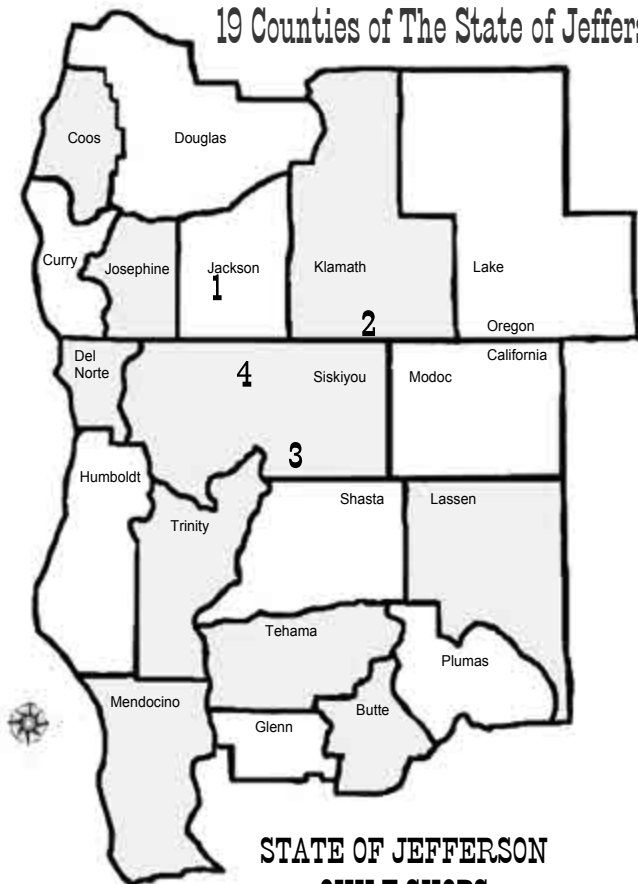 19 Counties of The State of Jeffers
Coos
Douglas
Curry
Josephine
Jackson
Klamath
Lake
1
2
Oregon
Del
Norte
California
4
Siskiyou
Modoc
3
Humboldt
Shasta
Lassen
Trinity
Tehama
Plumas
Mendocino
Butte
Glenn
STATE OF JEFFERSON